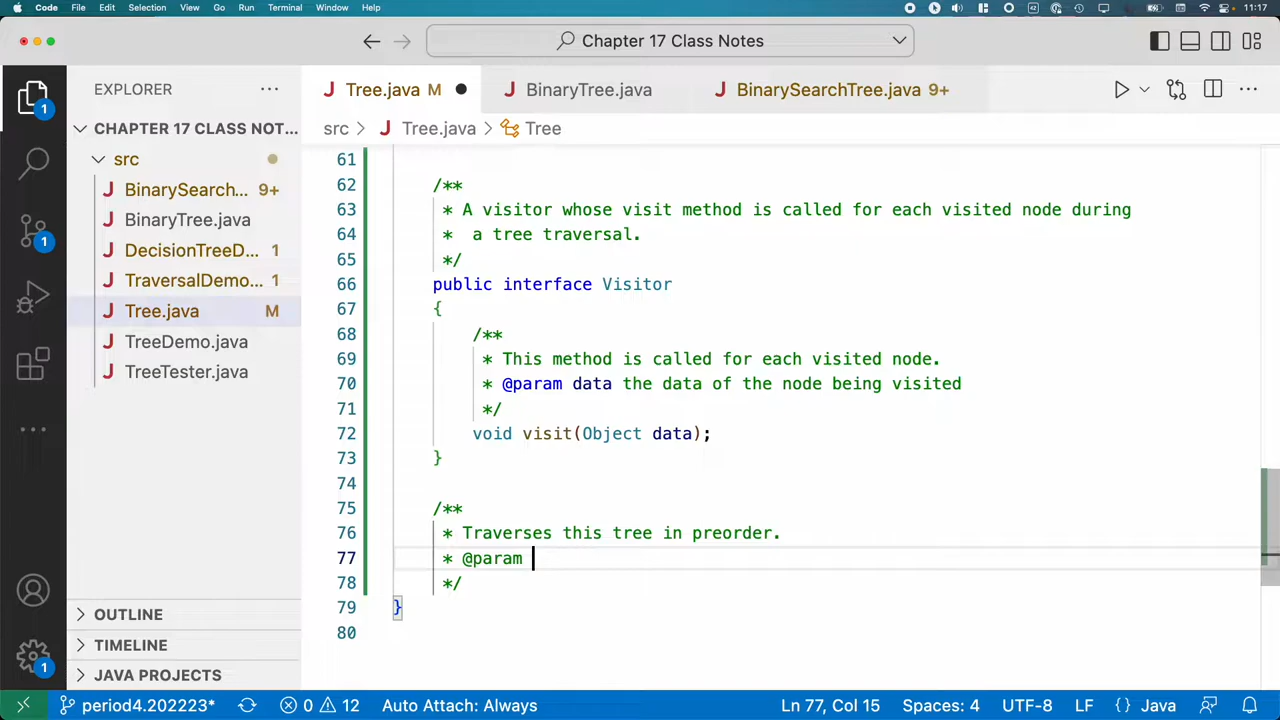 Code File Edit Selection View Go Run Terminal Window Help 11:17
Chapter 17 Class Notes
EXPLORER
Tree.java M
BinaryTree.java
BinarySearchTree.java 9+
CHAPTER 17 CLASS NOT...
src > Tree.java > Tree
src
BinarySearch... 9+
BinaryTree.java
DecisionTreeD... 1
TraversalDemo... 1
Tree.java M
TreeDemo.java
TreeTester.java
OUTLINE
TIMELINE
JAVA PROJECTS
1
1
1
61
62 /**
63 * A visitor whose visit method is called for each visited node during
64 * a tree traversal.
65 */
66 public interface Visitor
67 {
68 /**
69 * This method is called for each visited node.
70 * @param data the data of the node being visited
71 */
72 void visit(Object data);
73 }
74
75 /**
76 * Traverses this tree in preorder.
77 * @param
78 */
79 }
80
period4.202223* 0 12 Auto Attach: Always Ln 77, Col 15 Spaces: 4 UTF-8 LF {} Java